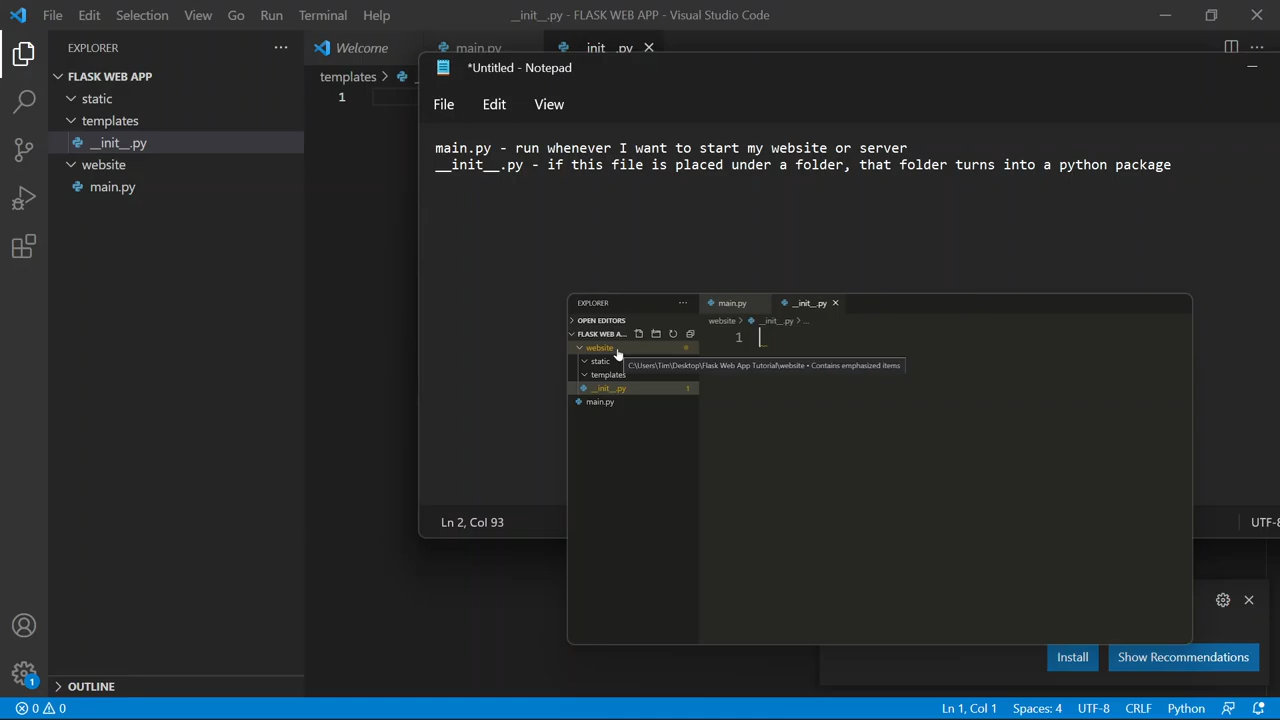 File Edit Selection View Go Run Terminal Help
__init__.py - FLASK WEB APP - Visual Studio Code
EXPLORER
FLASK WEB APP
static
templates
__init__.py
website
main.py
OUTLINE
Welcome
main.py
__init__.py
templates
1
*Untitled - Notepad
File Edit View
main.py - run whenever I want to start my website or server
__init__.py - if this file is placed under a folder, that folder turns into a python package
Ln 2, Col 93
UTF-8
EXPLORER
OPEN EDITORS
FLASK WEB A...
website
static
templates
__init__.py 1
main.py
main.py
__init__.py
website > __init__.py > ...
1
C:\Users\Tim\Desktop\Flask Web App Tutorial\website • Contains emphasized items
Install
Show Recommendations
0 0
Ln 1, Col 1 Spaces: 4 UTF-8 CRLF Python
1